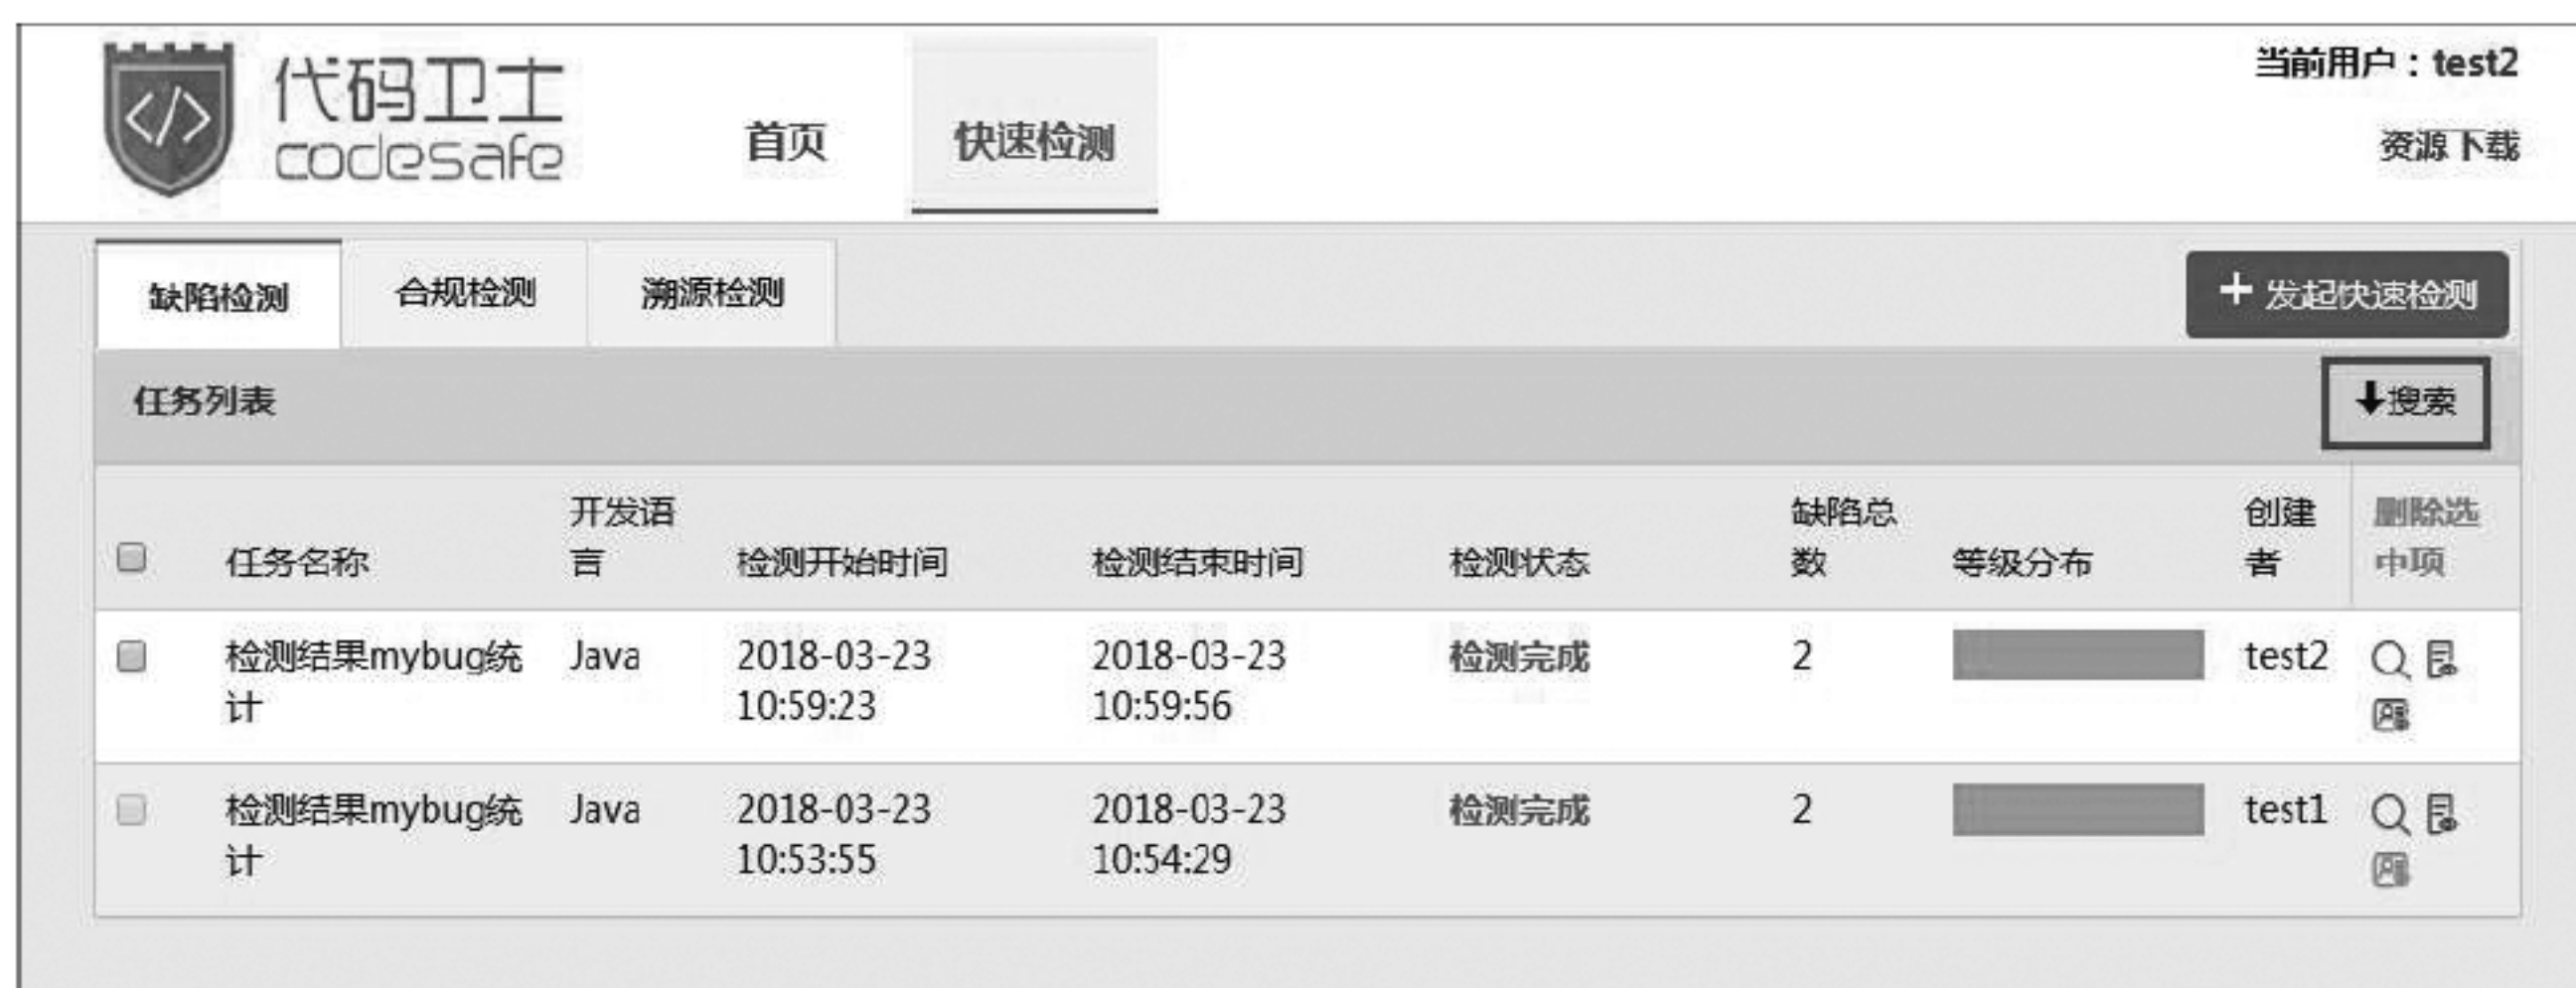 代码卫士
codesafe
首页
快速检测
当前用户：test2
资源下载
缺陷检测
合规检测
溯源检测
+ 发起快速检测
任务列表
搜索
任务名称
开发语
言
检测开始时间
检测结束时间
检测状态
缺陷总
数
等级分布
创建
者
删除选
中项
检测结果mybug统
计
Java
2018-03-23
10:59:23
2018-03-23
10:59:56
检测完成
2
test2
检测结果mybug统
计
Java
2018-03-23
10:53:55
2018-03-23
10:54:29
检测完成
2
test1